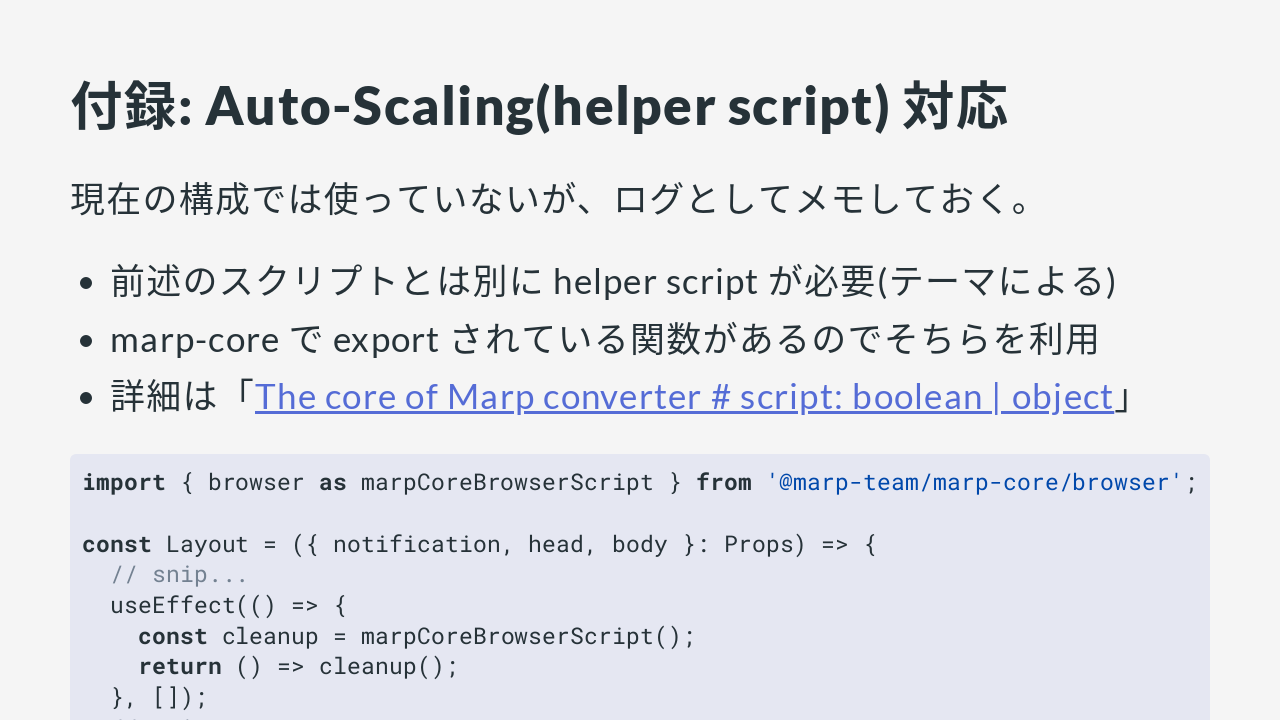 付録: Auto-Scaling(helper script) 対応
現在の構成では使っていないが、ログとしてメモしておく。
• 前述のスクリプトとは別に helper script が必要(テーマによる)
• marp-core で export されている関数があるのでそちらを利用
• 詳細は「The core of Marp converter # script: boolean | object」
import { browser as marpCoreBrowserScript } from '@marp-team/marp-core/browser';
const Layout = ({ notification, head, body }: Props) => {
  // snip...
  useEffect(() => {
    const cleanup = marpCoreBrowserScript();
    return () => cleanup();
  }, []);